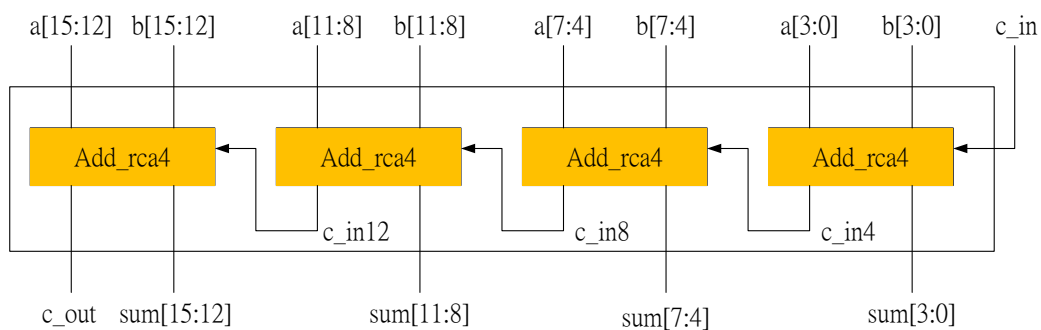 a[15:12] b[15:12] a[11:8] b[11:8] a[7:4] b[7:4] a[3:0] b[3:0] c_in
Add_rca4 Add_rca4 Add_rca4 Add_rca4
c_in12 c_in8 c_in4
c_out sum[15:12] sum[11:8] sum[7:4] sum[3:0]